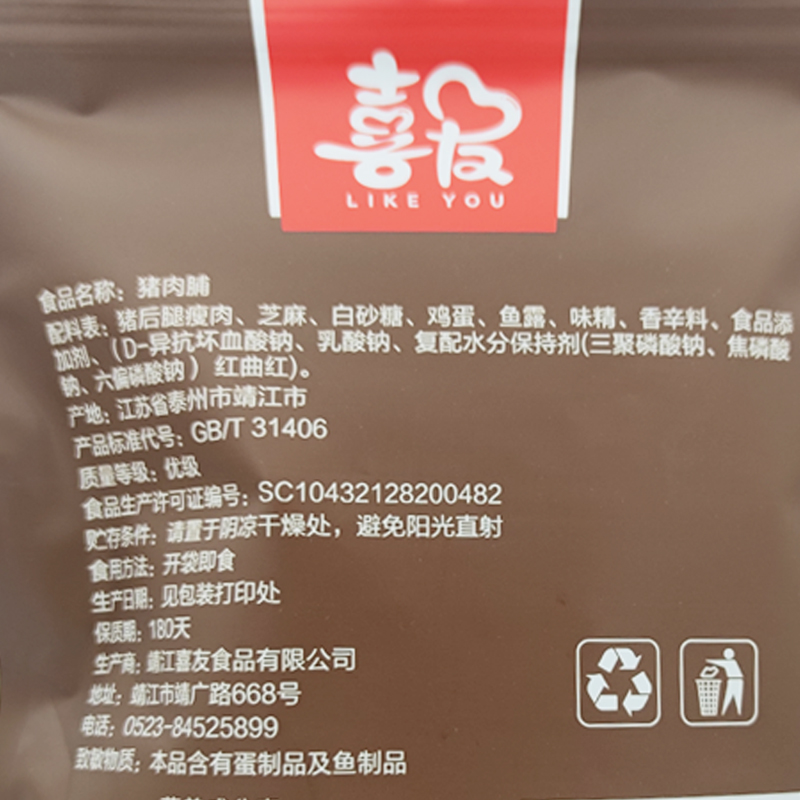 喜友
LIKE YOU
食品名称：猪肉脯
配料表：猪后腿瘦肉、芝麻、白砂糖、鸡蛋、鱼露、味精、香辛料、食品添
加剂、（D-异抗坏血酸钠、乳酸钠、复配水分保持剂(三聚磷酸钠、焦磷酸
钠、六偏磷酸钠） 红曲红)。
产地：江苏省泰州市靖江市
产品标准代号：GB/T 31406
质量等级：优级
食品生产许可证编号：SC10432128200482
贮存条件：请置于阴凉干燥处，避免阳光直射
食用方法：开袋即食
生产日期：见包装打印处
保质期：180天
生产商：靖江喜友食品有限公司
地址：靖江市靖广路668号
电话：0523-84525899
致敏物质：本品含有蛋制品及鱼制品